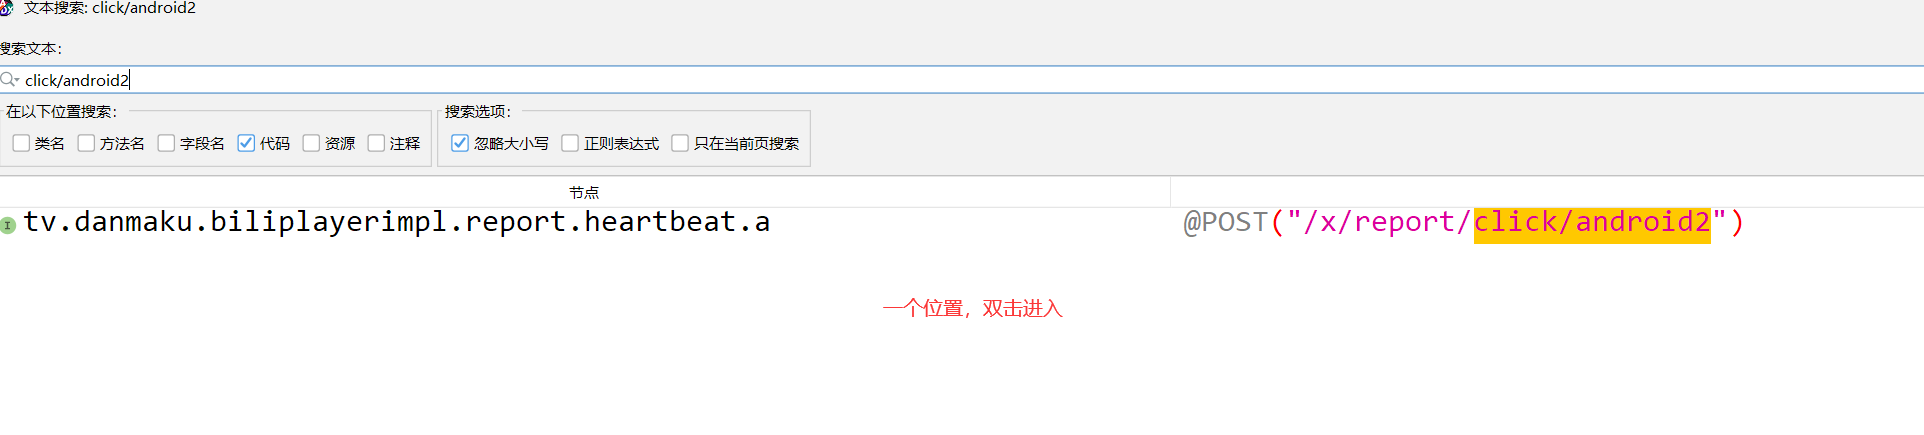 文本搜索: click/android2
搜索文本:
click/android2
在以下位置搜索: 搜索选项:
类名 方法名 字段名 代码 资源 注释 忽略大小写 正则表达式 只在当前页搜索
节点
tv.danmaku.biliplayerimpl.report.heartbeat.a @POST("/x/report/click/android2")
一个位置，双击进入